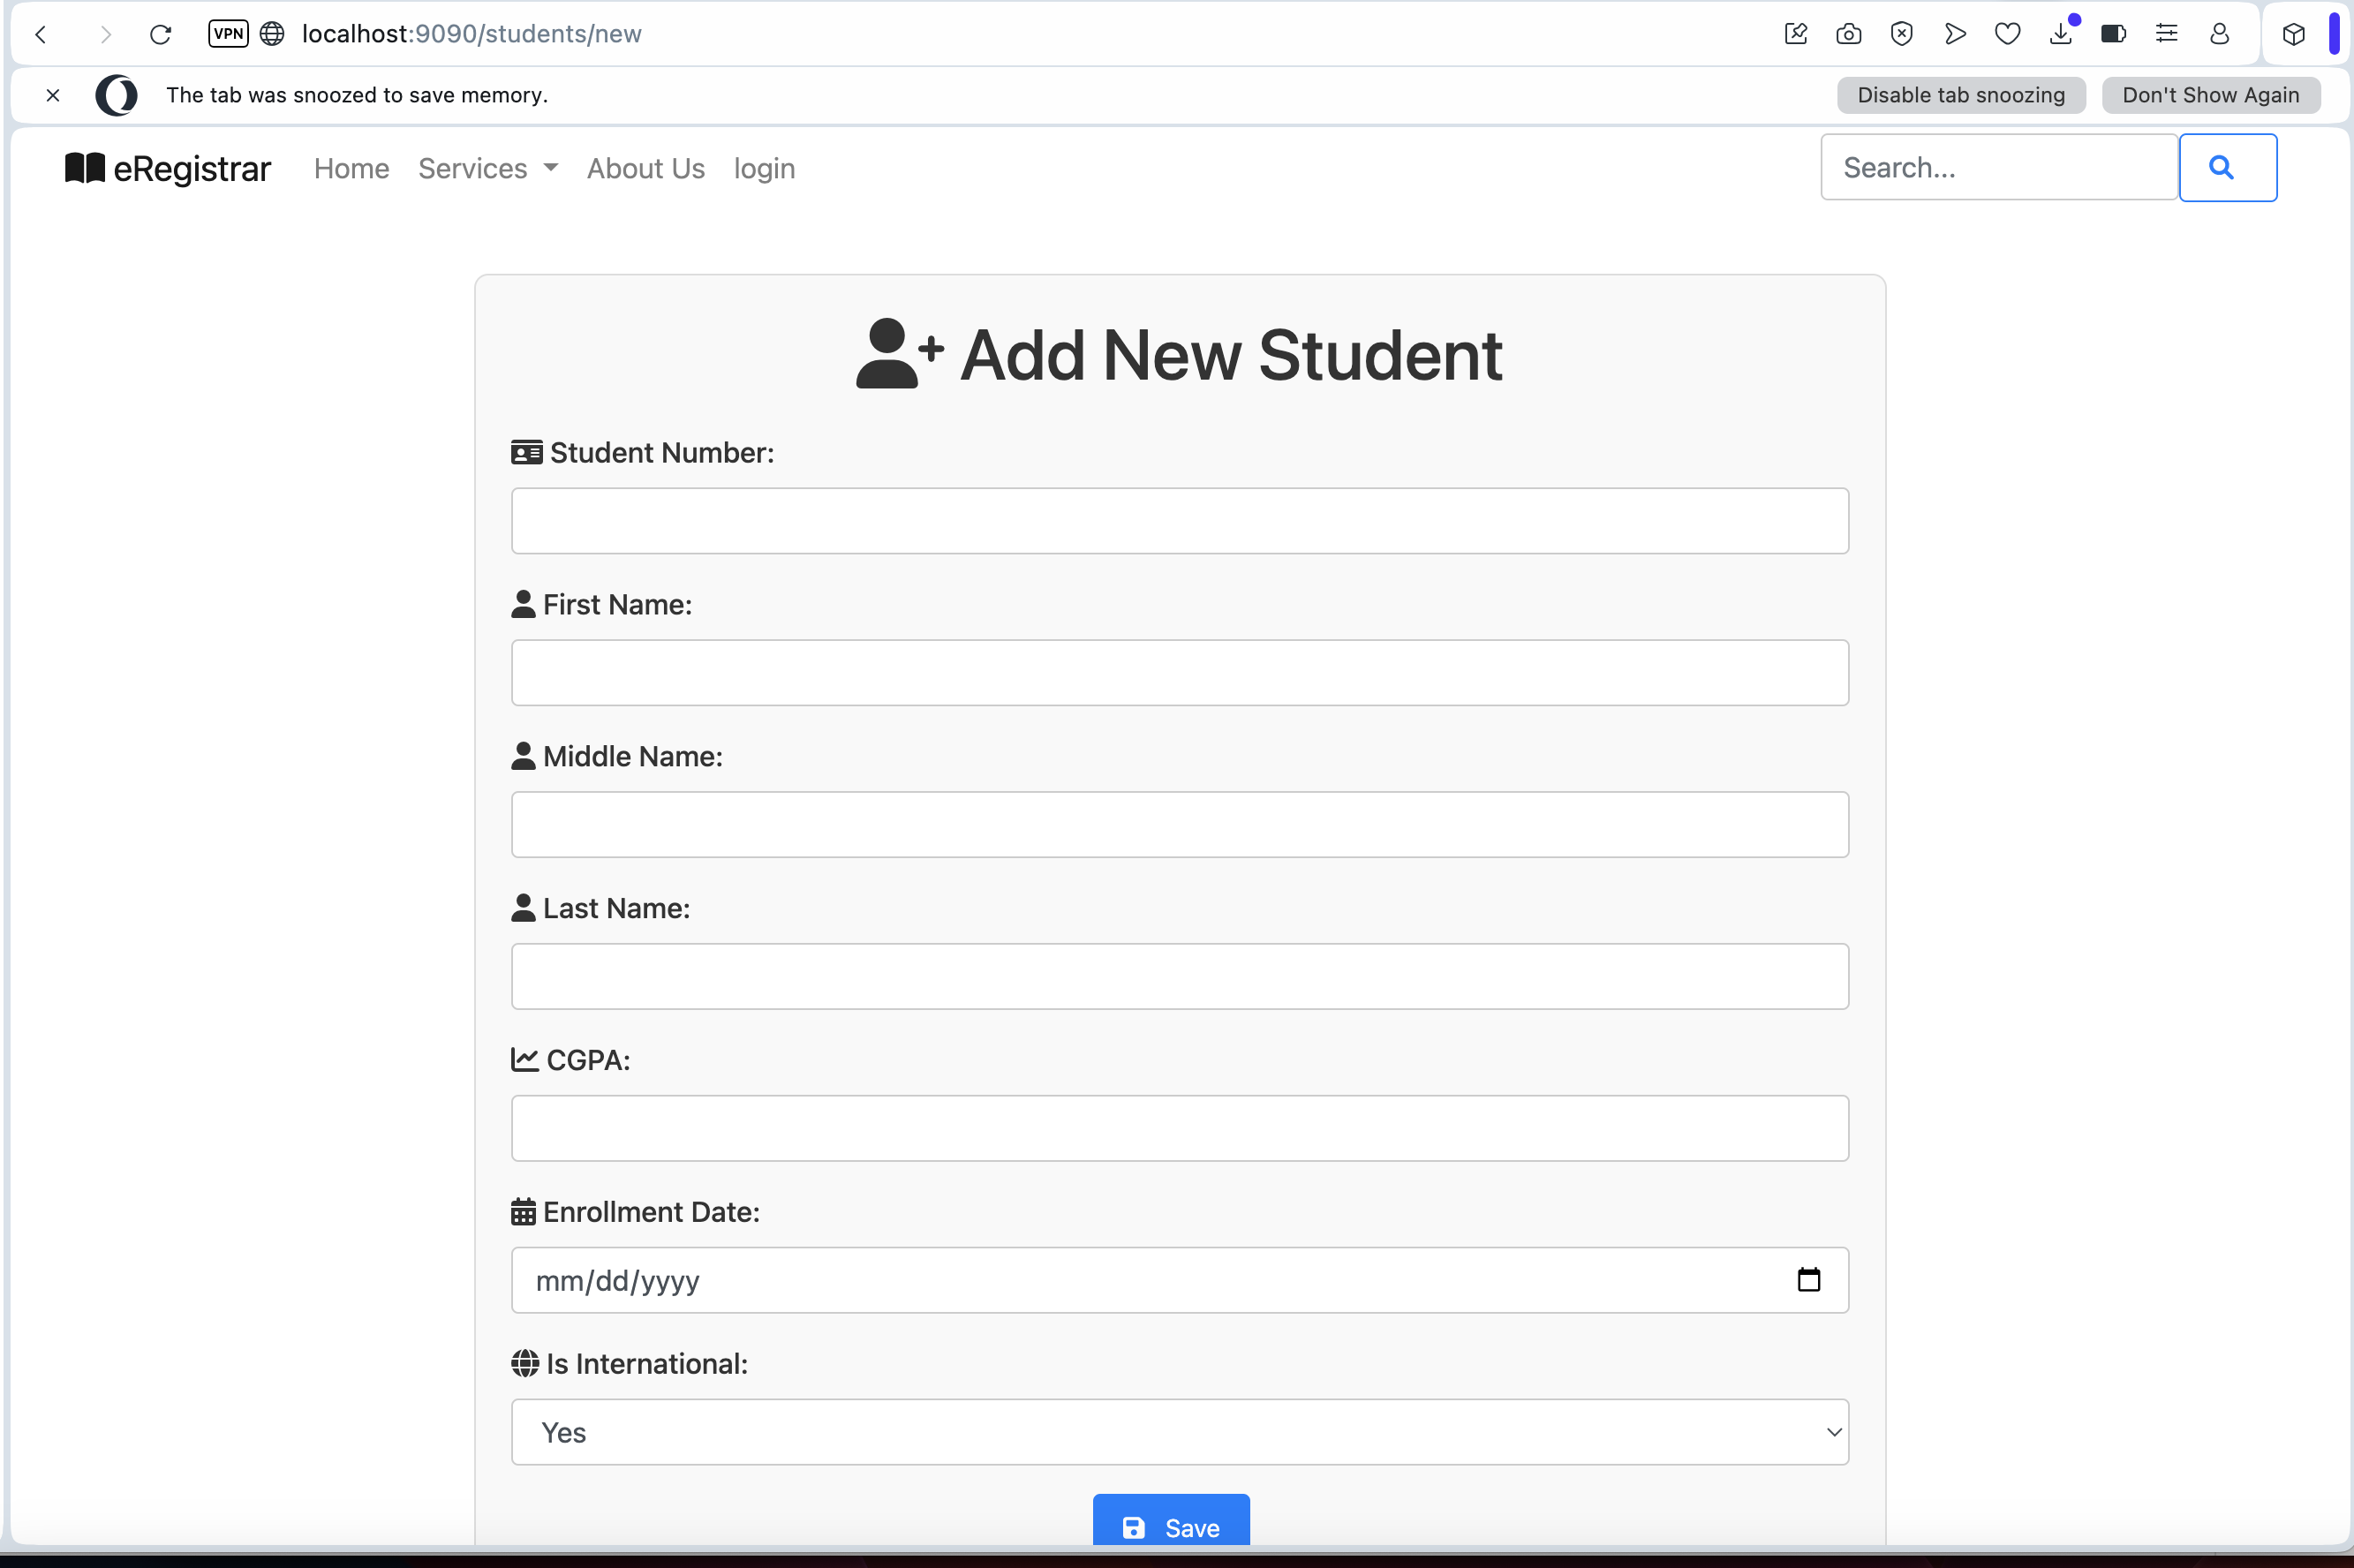 VPN localhost:9090/students/new
The tab was snoozed to save memory. Disable tab snoozing Don't Show Again
eRegistrar Home Services About Us login Search...
Add New Student
Student Number:
First Name:
Middle Name:
Last Name:
CGPA:
Enrollment Date:
mm/dd/yyyy
Is International:
Yes
Save